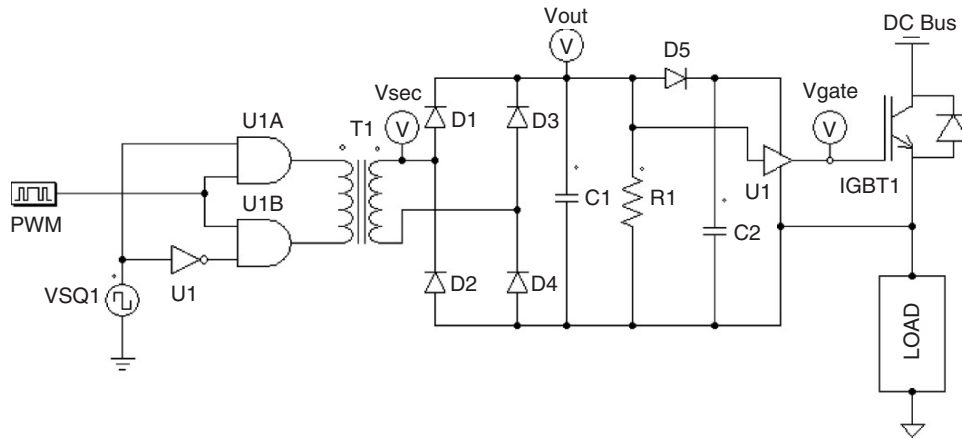 Vout
DC Bus
D5
Vsec
V
Vgate
U1A
T1
V
D1
D3
V
U1
IGBT1
PWM
U1B
C1
R1
C2
U1
D2
D4
VSQ1
LOAD